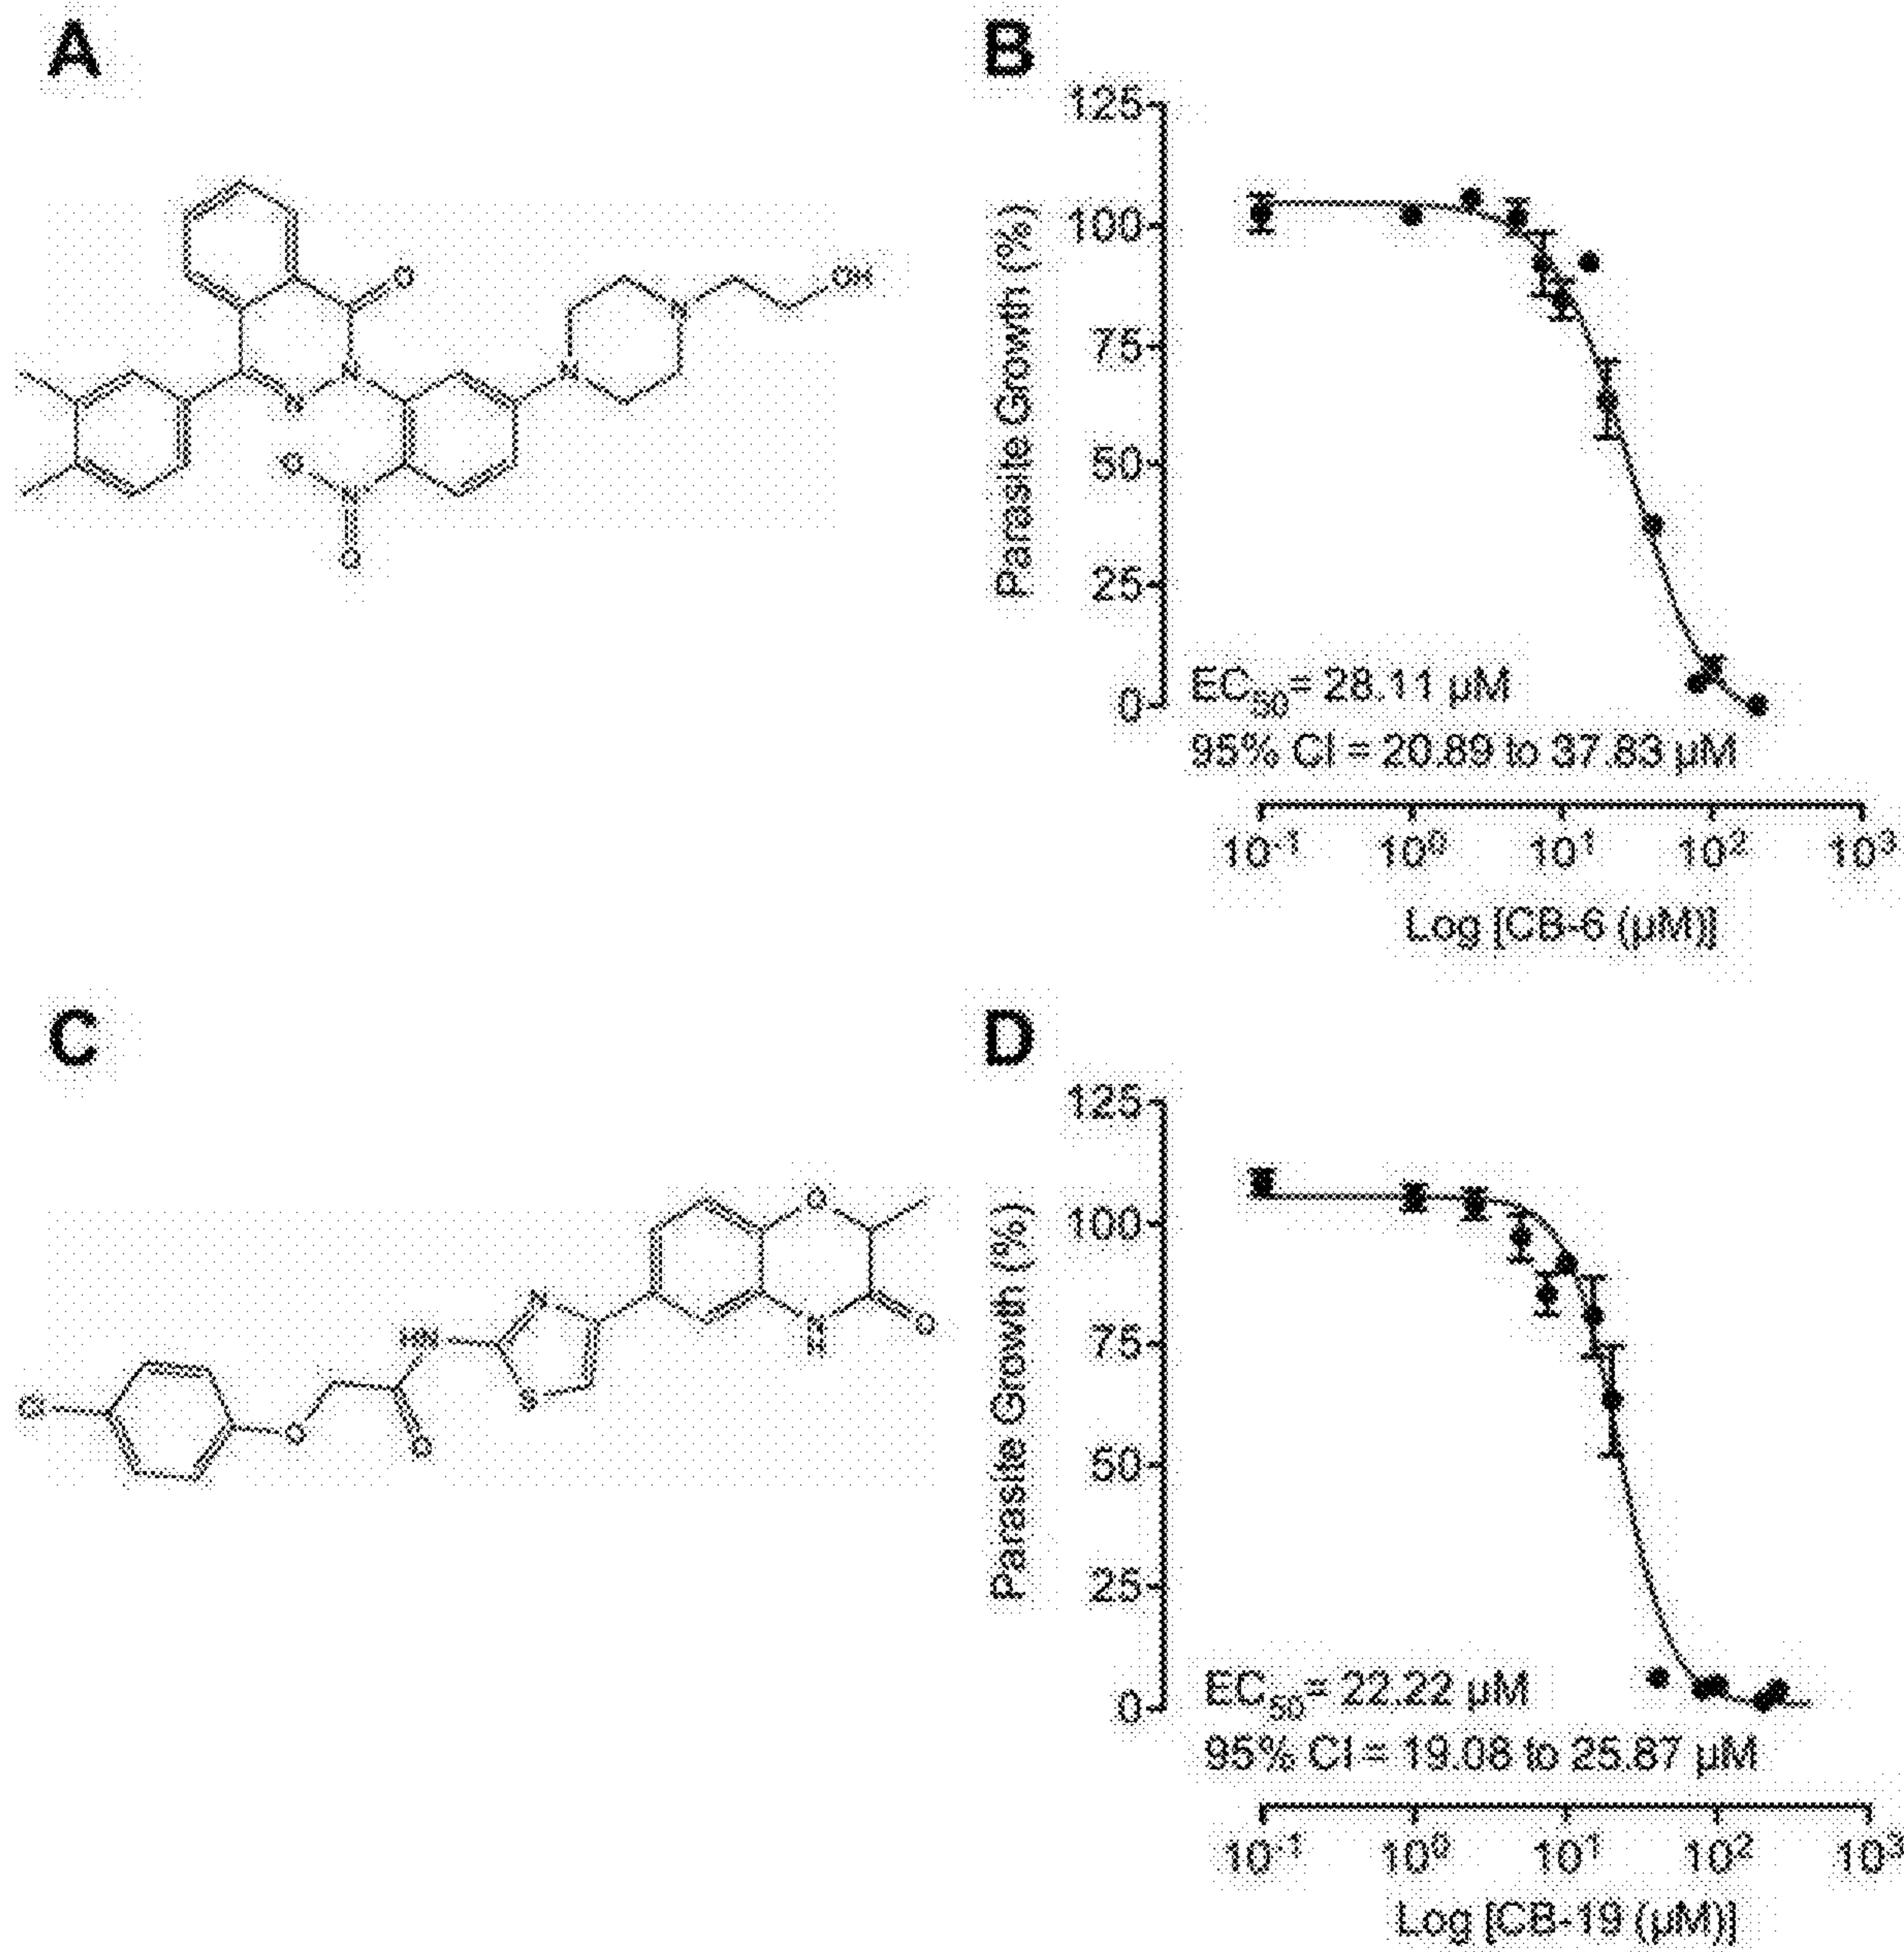 A
O
OH
N
N
N
N
O
N
O
B
125
100
75
50
25
0
Parasite Growth (%)
EC50= 28.11 µM
95% CI = 20.89 to 37.83 µM
10-1 100 101 102 103
Log [CB-6 (µM)]
C
O
N
HN
N
H
O
S
Cl
O
O
D
125
100
75
50
25
0
Parasite Growth (%)
EC50= 22.22 µM
95% CI = 19.08 to 25.87 µM
10-1 100 101 102 103
Log [CB-19 (µM)]